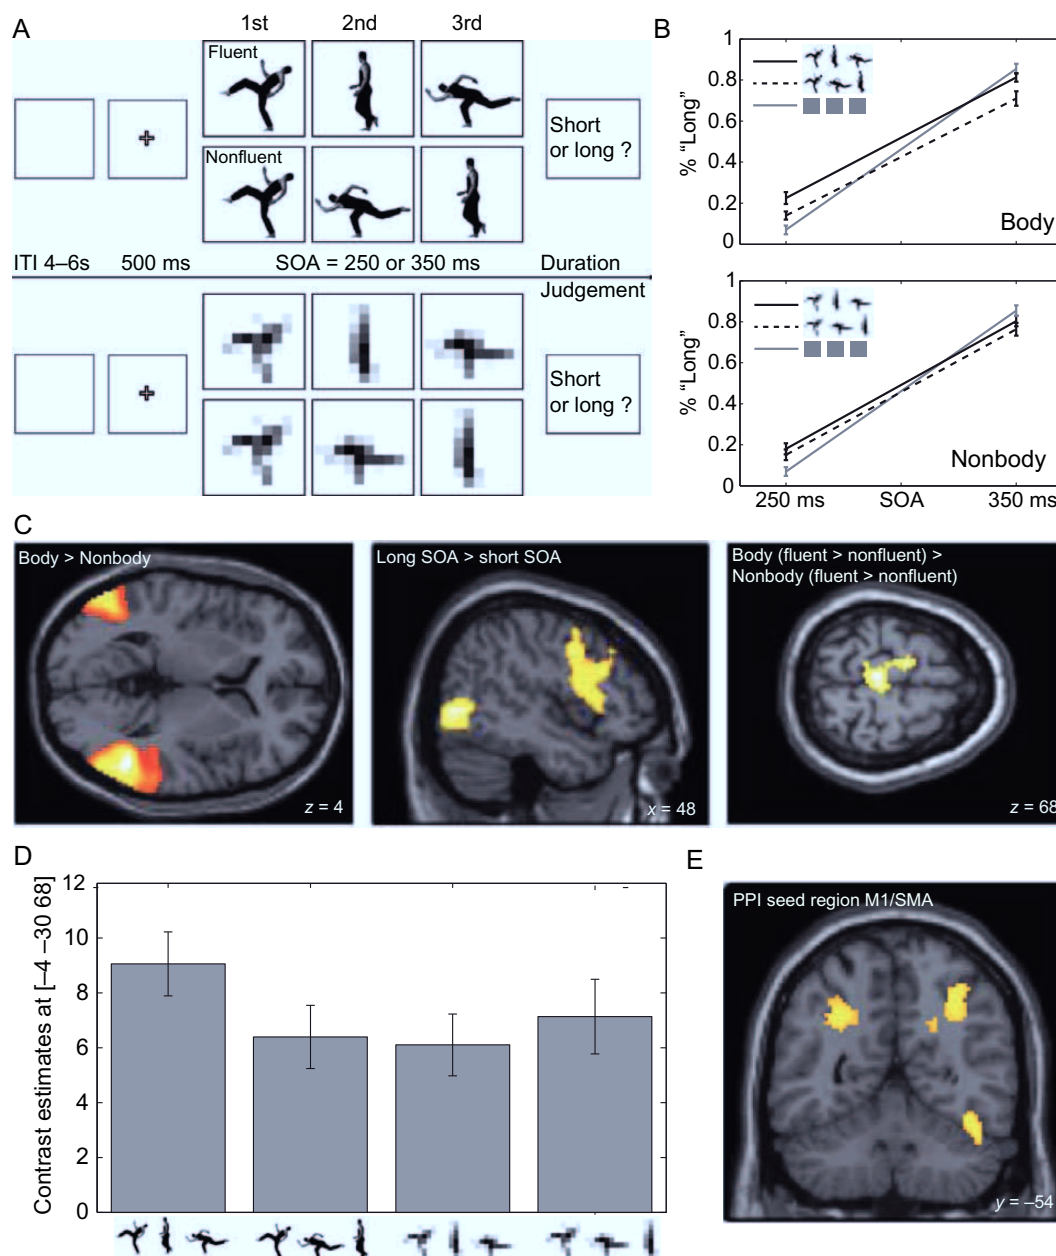 A
1st 2nd 3rd
Fluent
Short
or long ?
Nonfluent
ITI 4–6s 500 ms SOA = 250 or 350 ms Duration
Judgement
Short
or long ?
B
1
0.8
0.6
0.4
0.2
0
% “Long”
Body
1
0.8
0.6
0.4
0.2
0
% “Long”
Nonbody
250 ms SOA 350 ms
C
Body > Nonbody
z = 4
Long SOA > short SOA
x = 48
Body (fluent > nonfluent) >
Nonbody (fluent > nonfluent)
z = 68
D
Contrast estimates at [–4 –30 68]
12
10
8
6
4
2
0
E
PPI seed region M1/SMA
y = –54